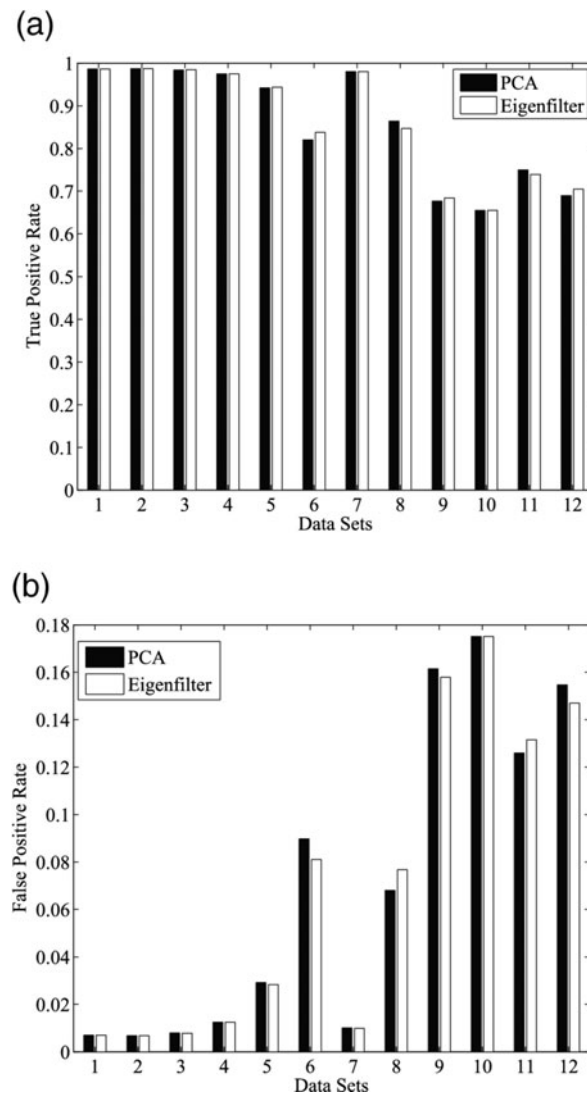 (a)
1
0.9
0.8
0.7
0.6
0.5
0.4
0.3
0.2
0.1
0
True Positive Rate
PCA
Eigenfilter
1 2 3 4 5 6 7 8 9 10 11 12
Data Sets
(b)
0.18
0.16
0.14
0.12
0.1
0.08
0.06
0.04
0.02
0
False Positive Rate
PCA
Eigenfilter
1 2 3 4 5 6 7 8 9 10 11 12
Data Sets